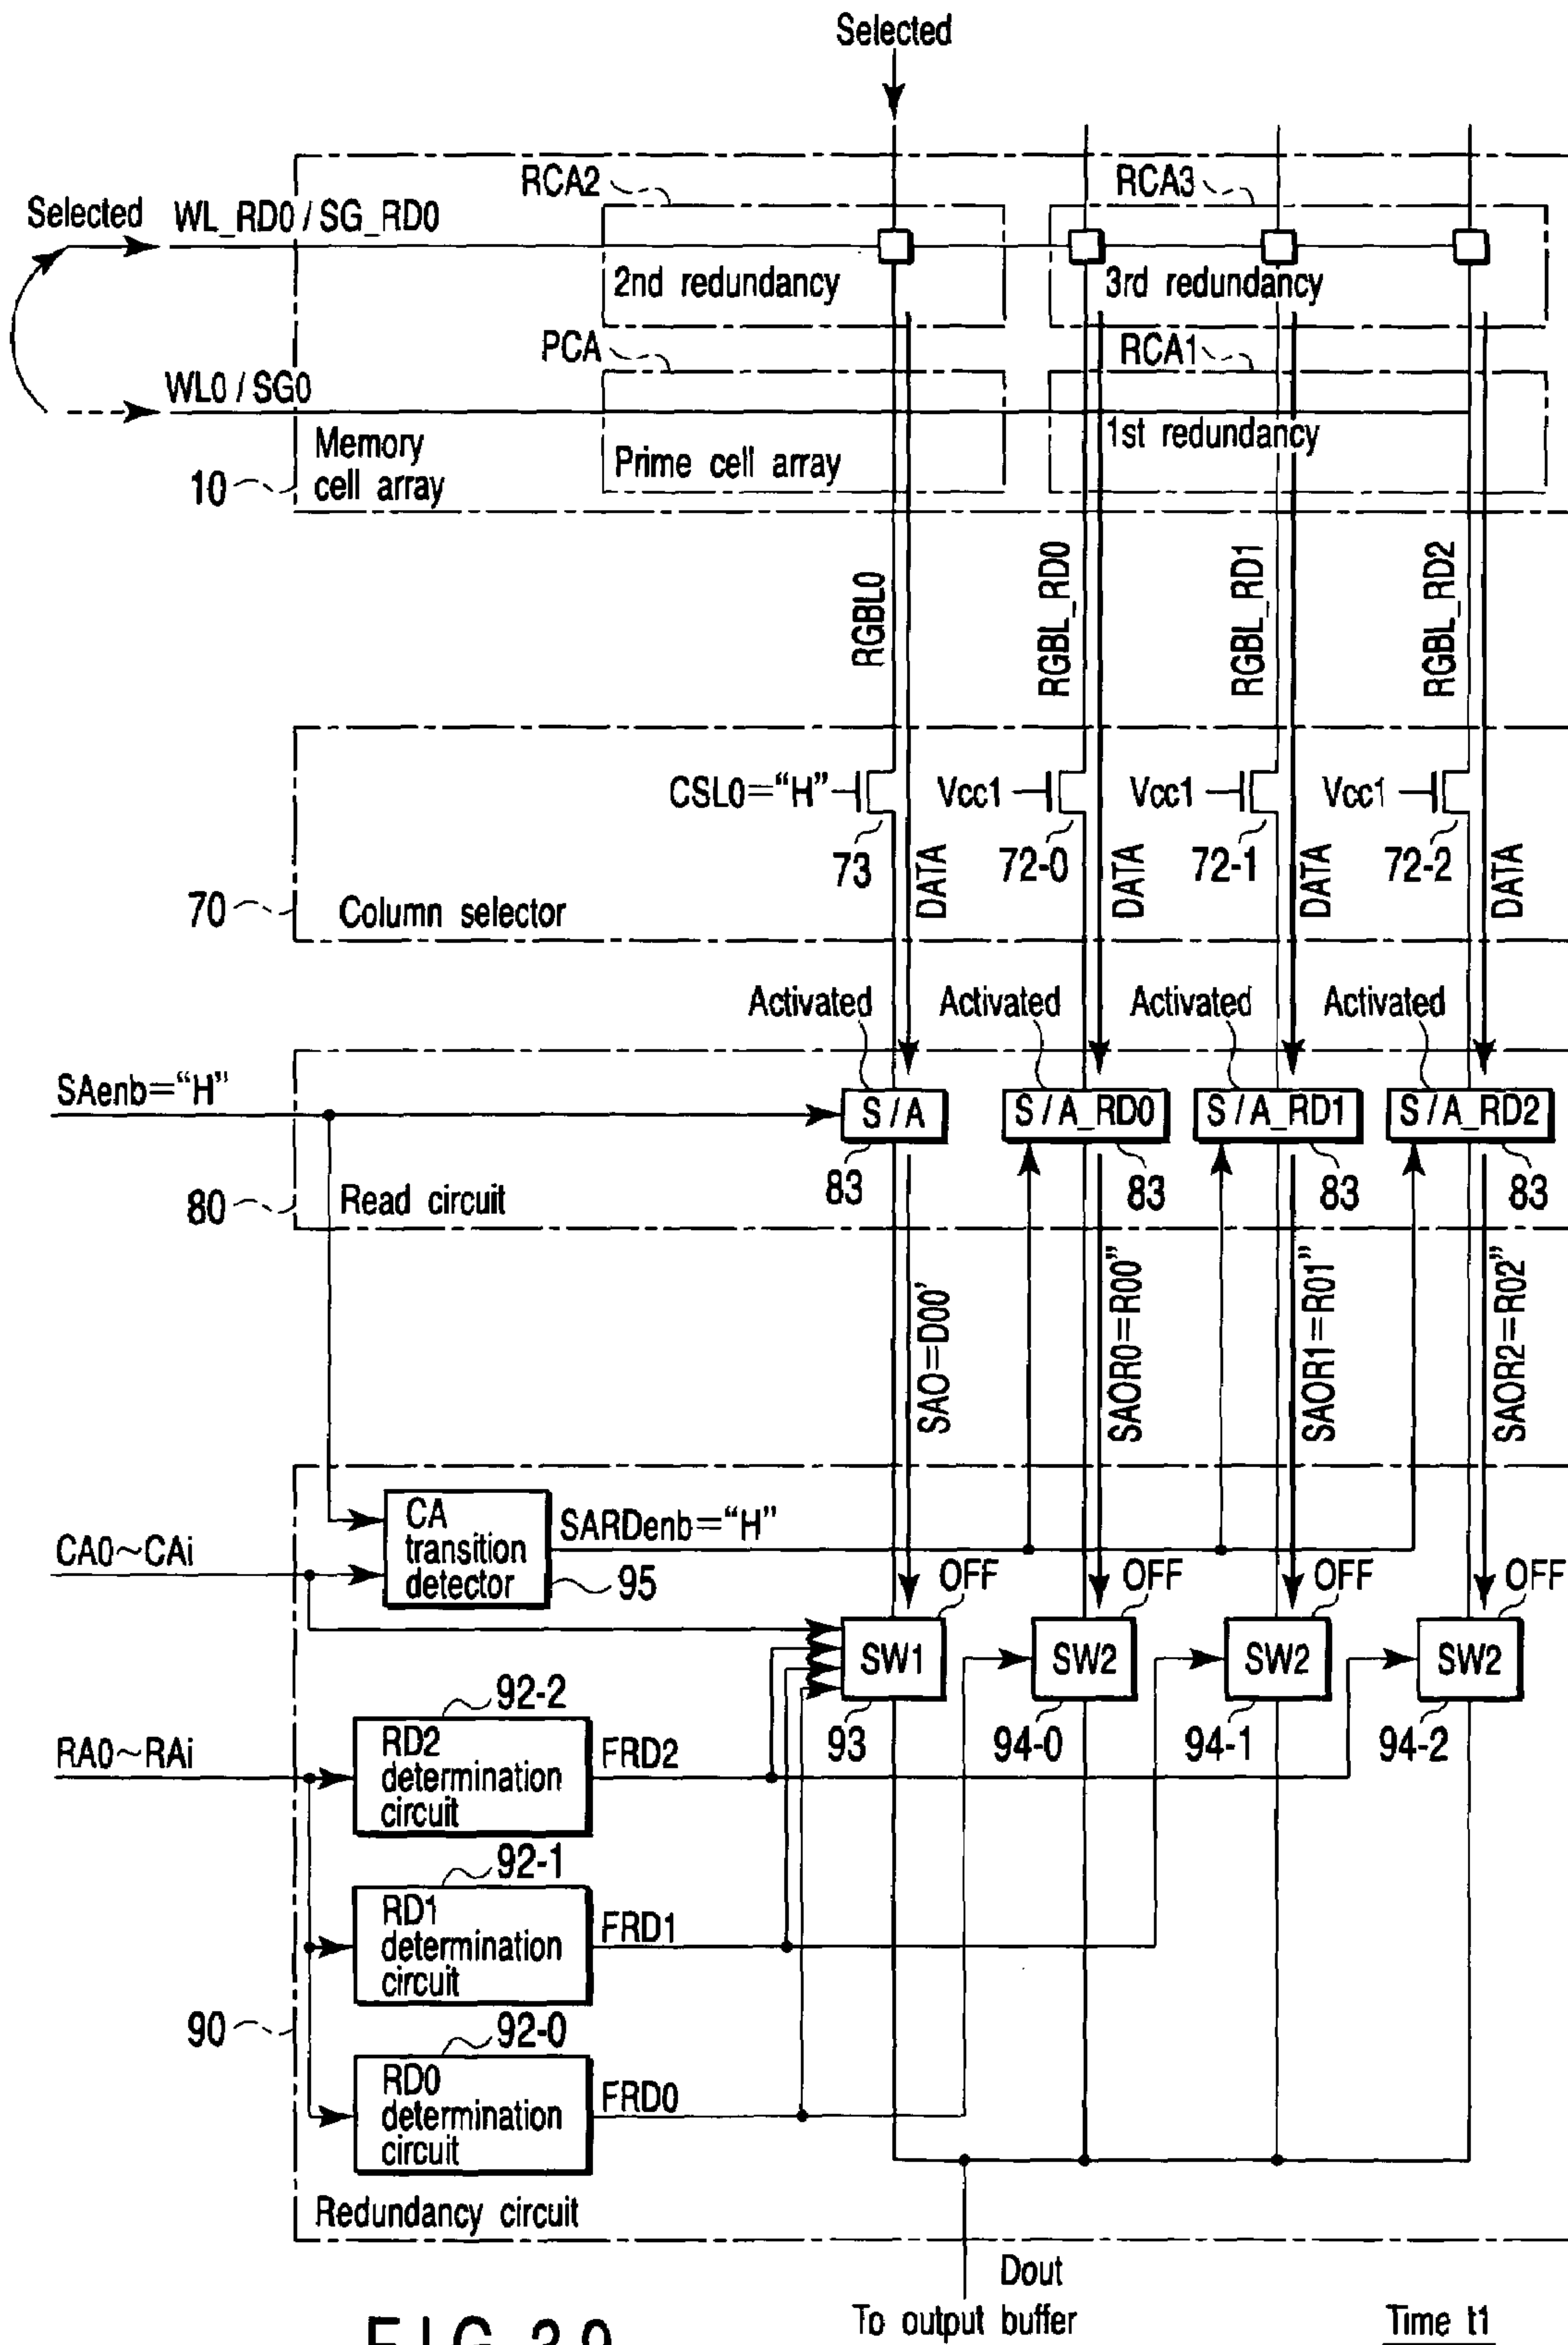 Selected
RCA2
RCA3
Selected
WL_RD0 / SG_RD0
2nd redundancy
3rd redundancy
PCA
RCA1
WL0 / SG0
Memory
cell array
10
Prime cell array
1st redundancy
RGBL0
RGBL_RD0
RGBL_RD1
RGBL_RD2
CSL0="H"
Vcc1
Vcc1
Vcc1
73
72-0
72-1
72-2
DATA
DATA
DATA
DATA
70
Column selector
Activated
Activated
Activated
Activated
SAenb="H"
S/A
S/A_RD0
S/A_RD1
S/A_RD2
83
83
83
83
80
Read circuit
SAO=D00'
SAOR0=R00"
SAOR1=R01"
SAOR2=R02"
CA
transition
detector
SARDenb="H"
CA0~CAi
95
OFF
OFF
OFF
OFF
SW1
SW2
SW2
SW2
93
94-0
94-1
94-2
92-2
RA0~RAi
RD2
determination
circuit
FRD2
92-1
RD1
determination
circuit
FRD1
90
92-0
RD0
determination
circuit
FRD0
Redundancy circuit
Dout
To output buffer
Time t1